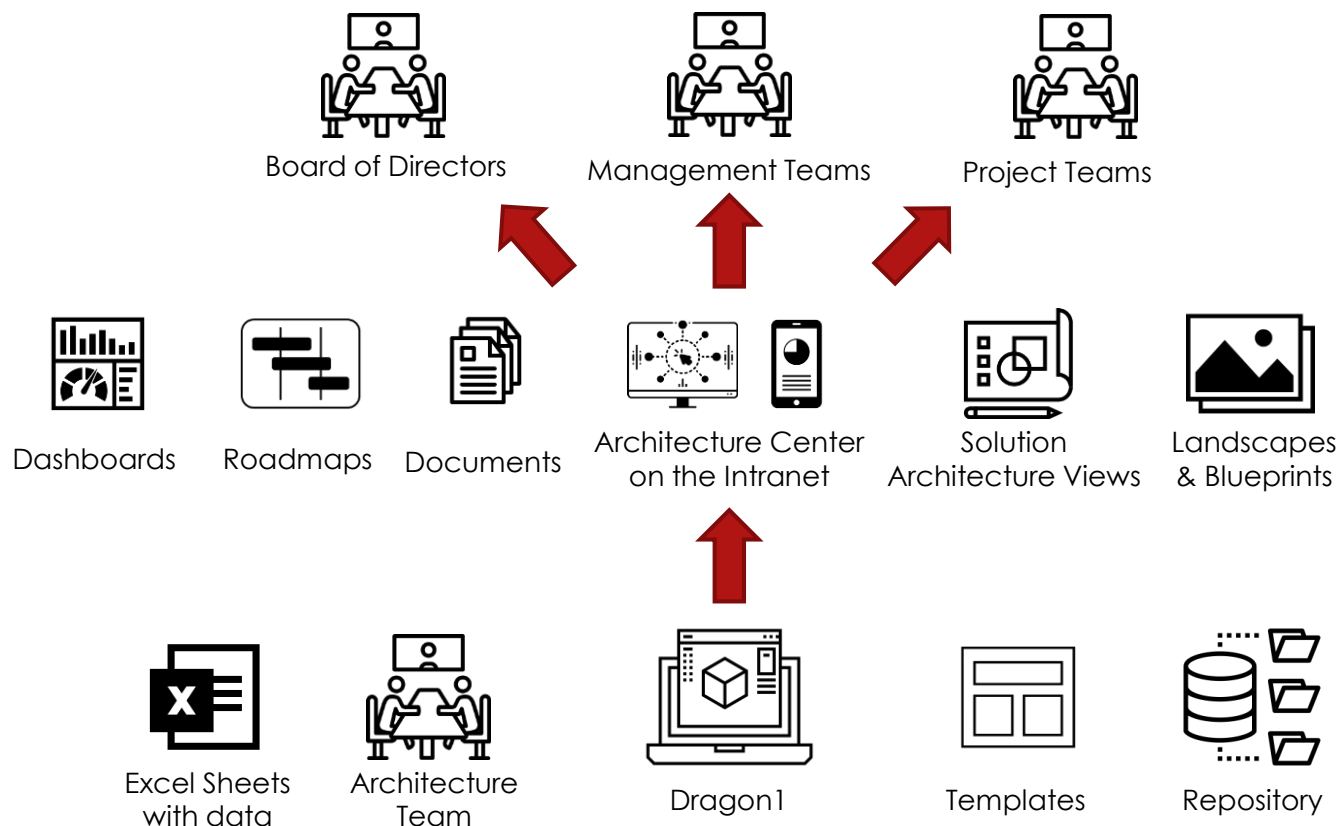 Board of Directors
Management Teams
Project Teams
Dashboards
Roadmaps
Documents
Architecture Center
on the Intranet
Solution
Architecture Views
Landscapes
& Blueprints
X
Excel Sheets
with data
Architecture
Team
Dragon1
Templates
Repository